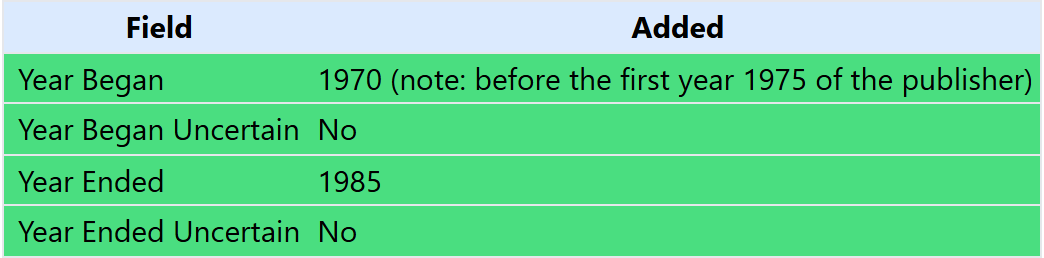 Field Added
Year Began 1970 (note: before the first year 1975 of the publisher)
Year Began Uncertain No
Year Ended 1985
Year Ended Uncertain No